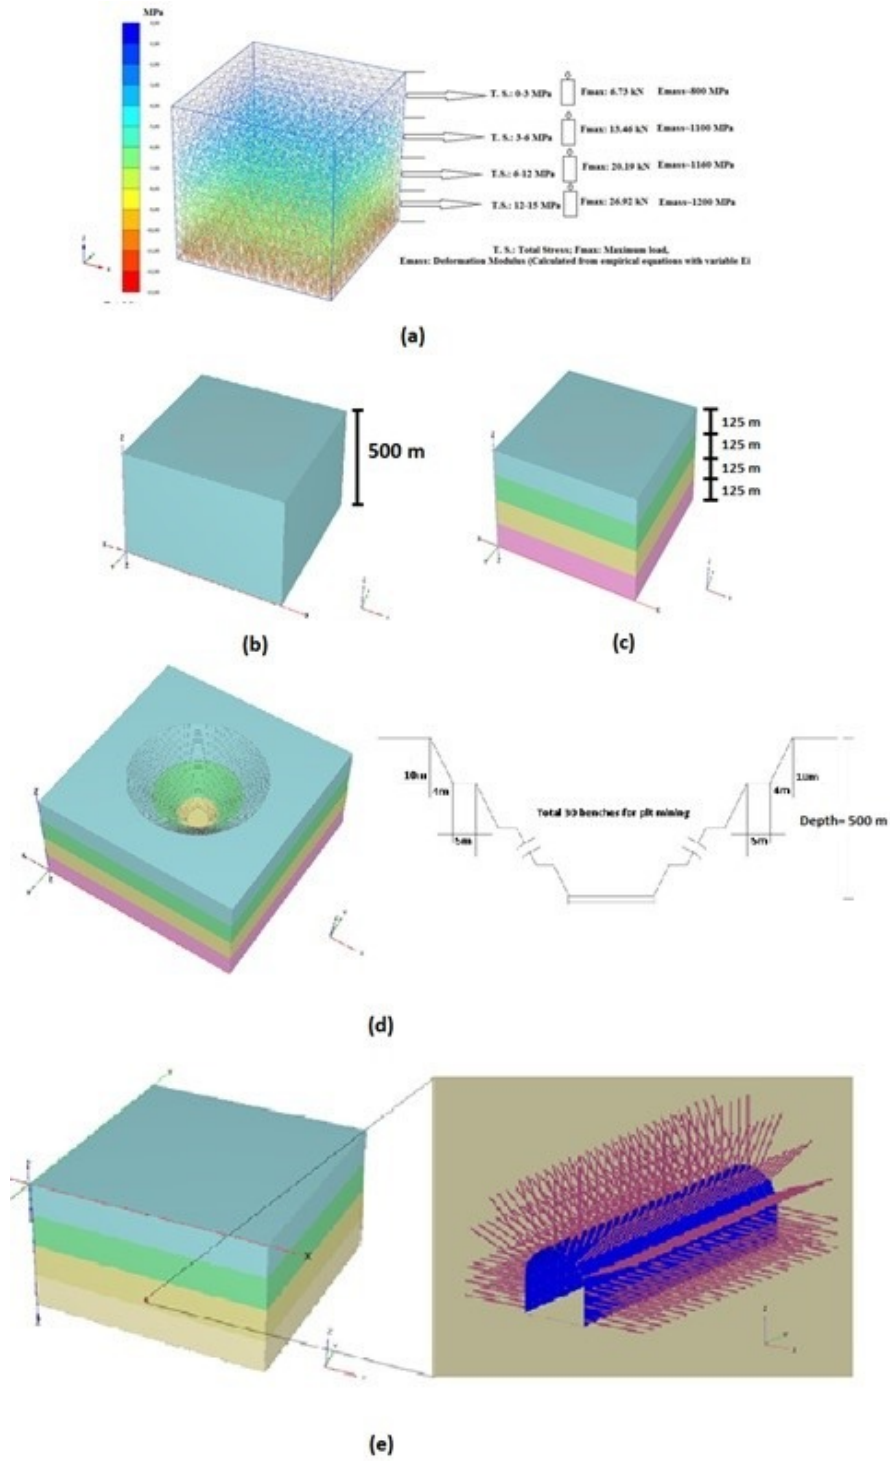 MPa
T. S.: 0-3 MPa Fmax: 6.73 kN Emass~800 MPa
T. S.: 3-6 MPa Fmax: 13.46 kN Emass~1100 MPa
T.S.: 6-12 MPa Fmax: 20.19 kN Emass~1160 MPa
T.S.: 12-15 MPa Fmax: 26.92 kN Emass~1200 MPa
T. S.: Total Stress; Fmax: Maximum load,
Emass: Deformation Modulus (Calculated from empirical equations with variable Ei
(a)
500 m
125 m
125 m
125 m
125 m
(b)
(c)
10m 4m 4m 10m
Total 50 benches for pit mining
Depth= 500 m
5m 5m
(d)
X
(e)